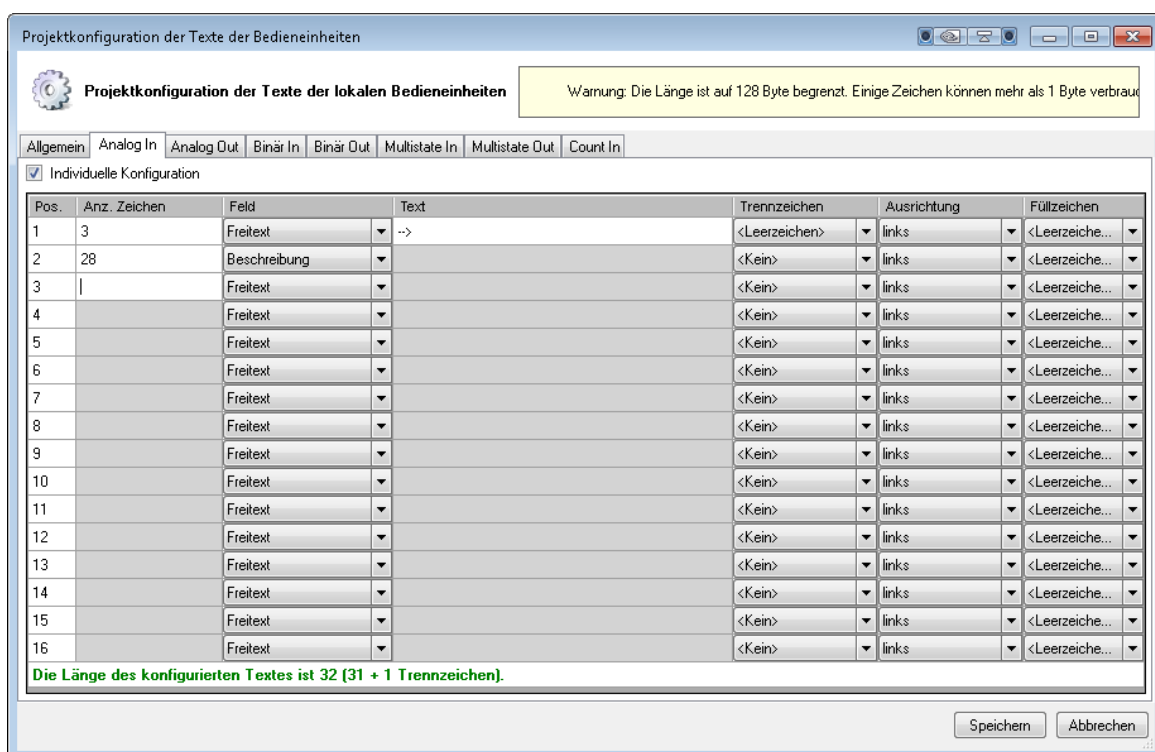 Projektkonfiguration der Texte der Bedieneinheiten
Projektkonfiguration der Texte der lokalen Bedieneinheiten
Warnung: Die Länge ist auf 128 Byte begrenzt. Einige Zeichen können mehr als 1 Byte verbrauc
Allgemein Analog In Analog Out Binär In Binär Out Multistate In Multistate Out Count In
Individuelle Konfiguration
Pos. Anz. Zeichen Feld Text Trennzeichen Ausrichtung Füllzeichen
1 3 Freitext --> <Leerzeichen> links <Leerzeiche...
2 28 Beschreibung <Kein> links <Leerzeiche...
3 Freitext <Kein> links <Leerzeiche...
4 Freitext <Kein> links <Leerzeiche...
5 Freitext <Kein> links <Leerzeiche...
6 Freitext <Kein> links <Leerzeiche...
7 Freitext <Kein> links <Leerzeiche...
8 Freitext <Kein> links <Leerzeiche...
9 Freitext <Kein> links <Leerzeiche...
10 Freitext <Kein> links <Leerzeiche...
11 Freitext <Kein> links <Leerzeiche...
12 Freitext <Kein> links <Leerzeiche...
13 Freitext <Kein> links <Leerzeiche...
14 Freitext <Kein> links <Leerzeiche...
15 Freitext <Kein> links <Leerzeiche...
16 Freitext <Kein> links <Leerzeiche...
Die Länge des konfigurierten Textes ist 32 (31 + 1 Trennzeichen).
Speichern Abbrechen